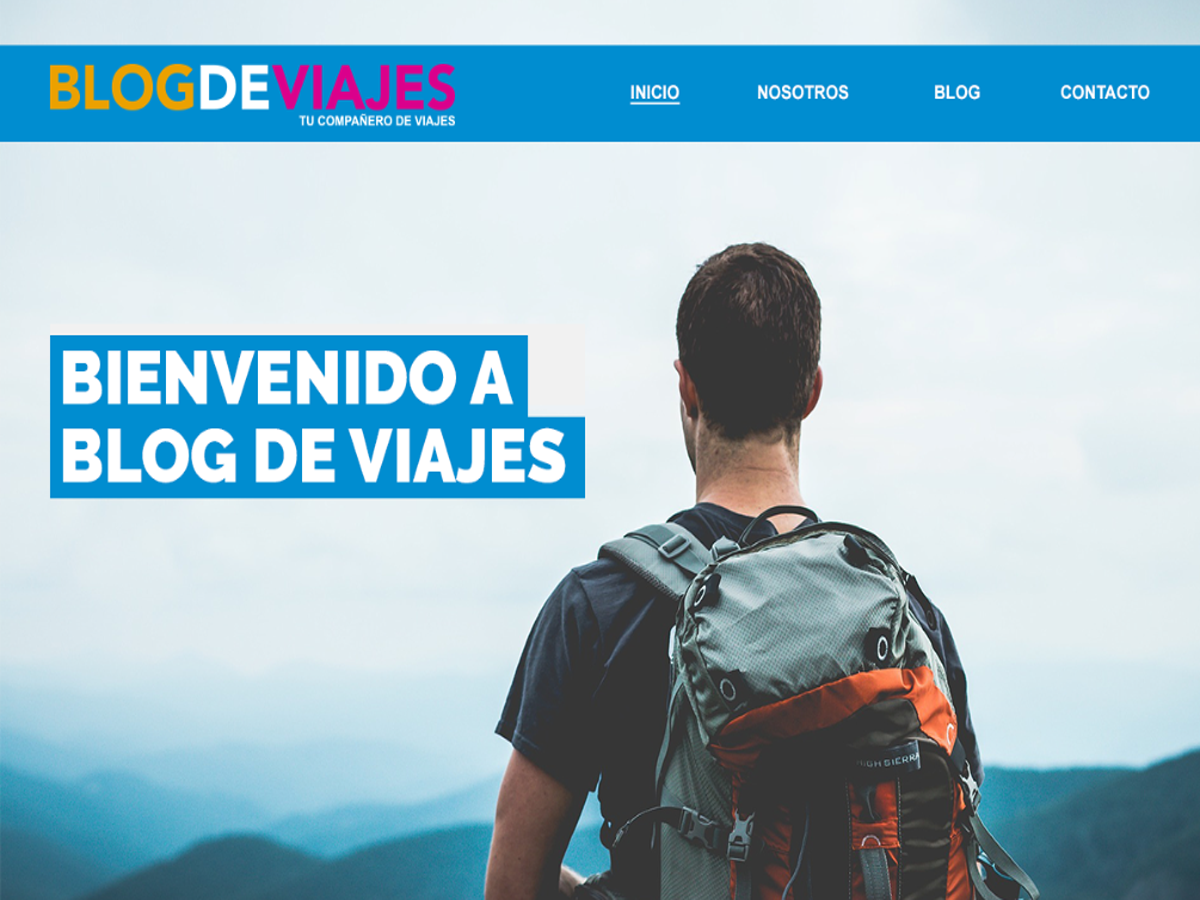 BLOGDEVIAJES
TU COMPAÑERO DE VIAJES
INICIO NOSOTROS BLOG CONTACTO
BIENVENIDO A
BLOG DE VIAJES
HIGH SIERRA